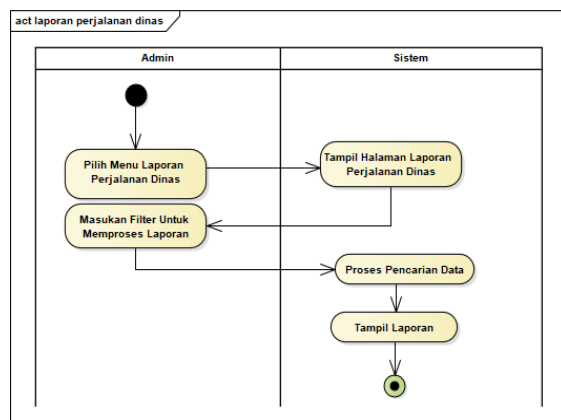 act laporan perjalanan dinas
Admin
Sistem
Pilih Menu Laporan
Perjalanan Dinas
Tampil Halaman Laporan
Perjalanan Dinas
Masukan Filter Untuk
Memproses Laporan
Proses Pencarian Data
Tampil Laporan